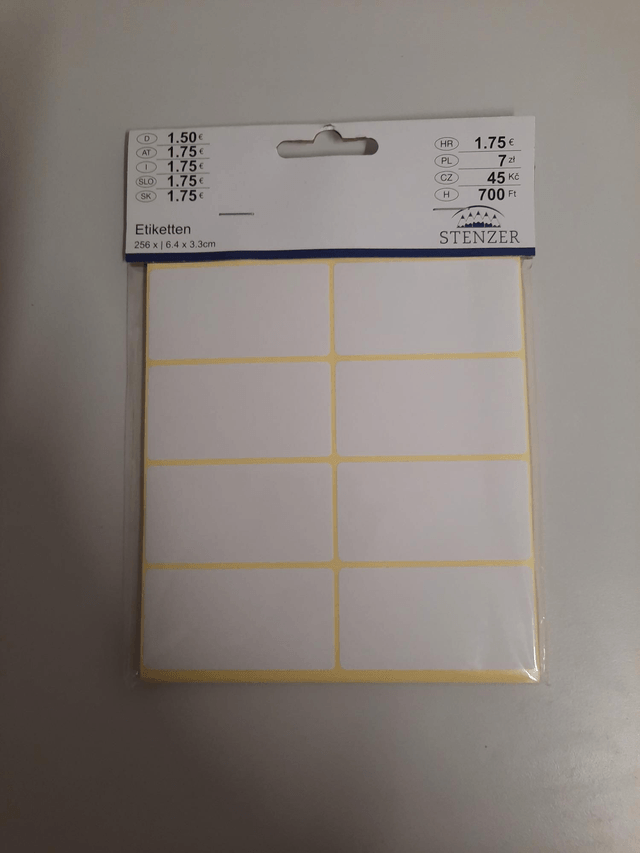 D 1.50 €
AT 1.75 €
I 1.75 €
SLO 1.75 €
SK 1.75 €
HR 1.75 €
PL 7 zł
CZ 45 Kč
H 700 Ft
Etiketten
256 x | 6.4 x 3.3cm
STENZER